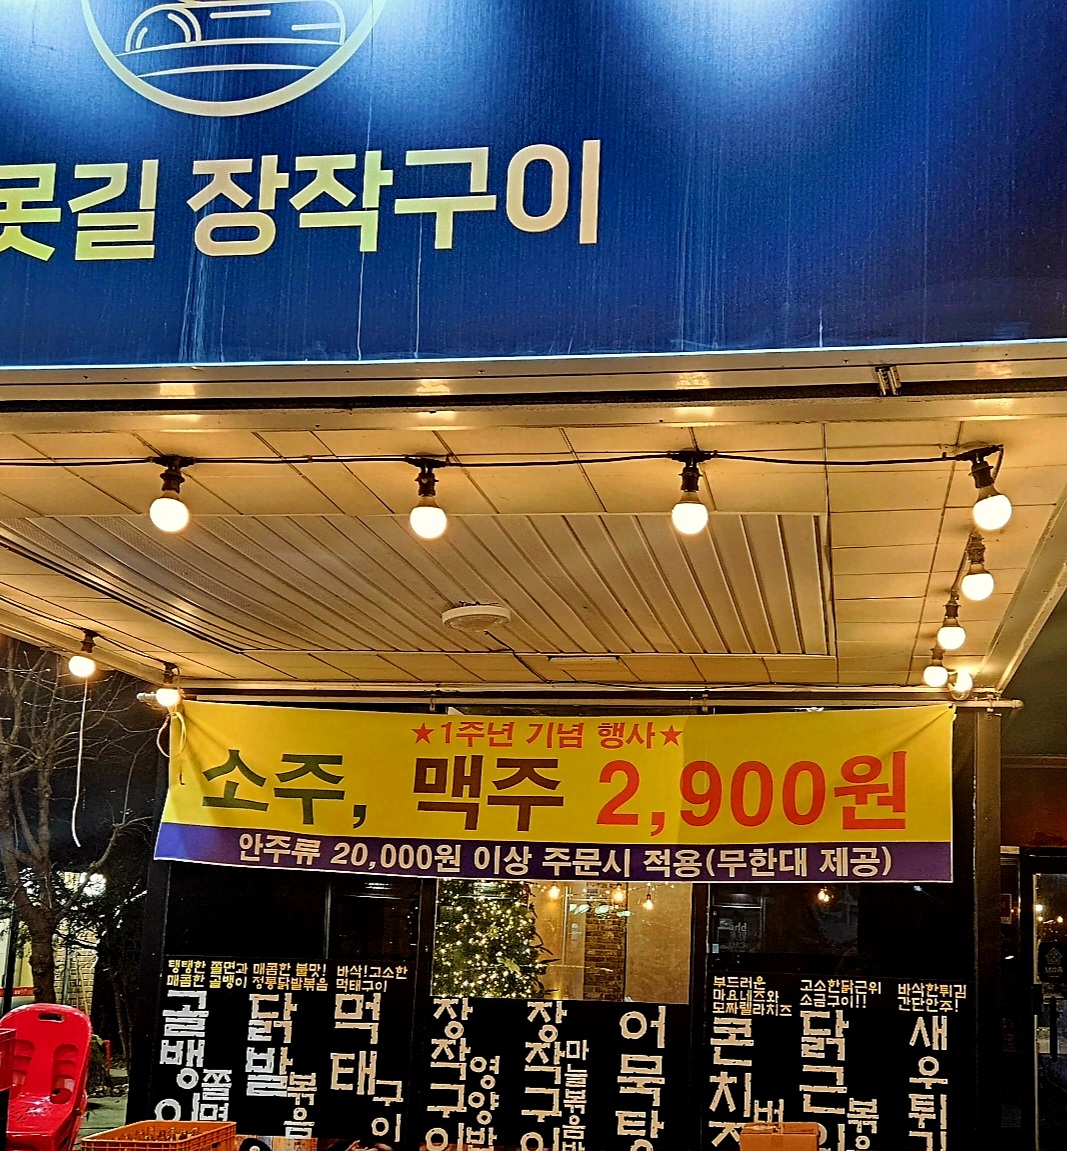 못길 장작구이
★1주년 기념 행사★
소주, 맥주 2,900원
안주류 20,000원 이상 주문시 적용(무한대 제공)
탱탱한 쫄면과
매콤한 골뱅이
골뱅이
쫄면
매콤한 불맛!
정통닭발볶음
닭발
볶음
바삭!고소한
먹태구이
먹태
구이
장작구이
영양밥
장작구이
마늘볶음밥
어묵탕
부드러운
마요네즈와
모짜렐라치즈
콘치즈
고소한닭근위
소금구이!!
닭근위
볶음
바삭한튀김
간단안주!
새우튀김